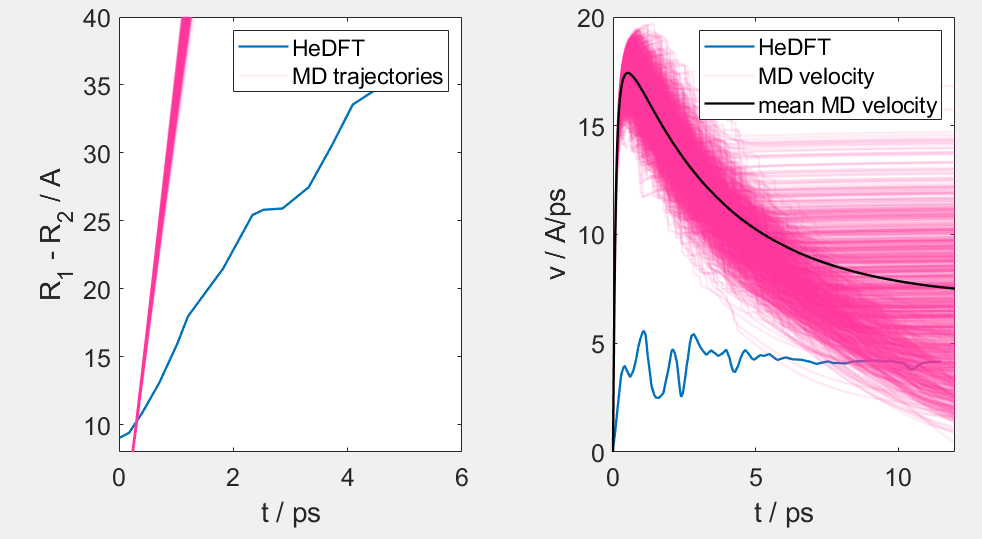 40
35
30
25
20
15
10
R1 - R2 / A
0
2
4
6
t / ps
HeDFT
MD trajectories
20
15
10
5
0
v / A/ps
0
5
10
t / ps
HeDFT
MD velocity
mean MD velocity